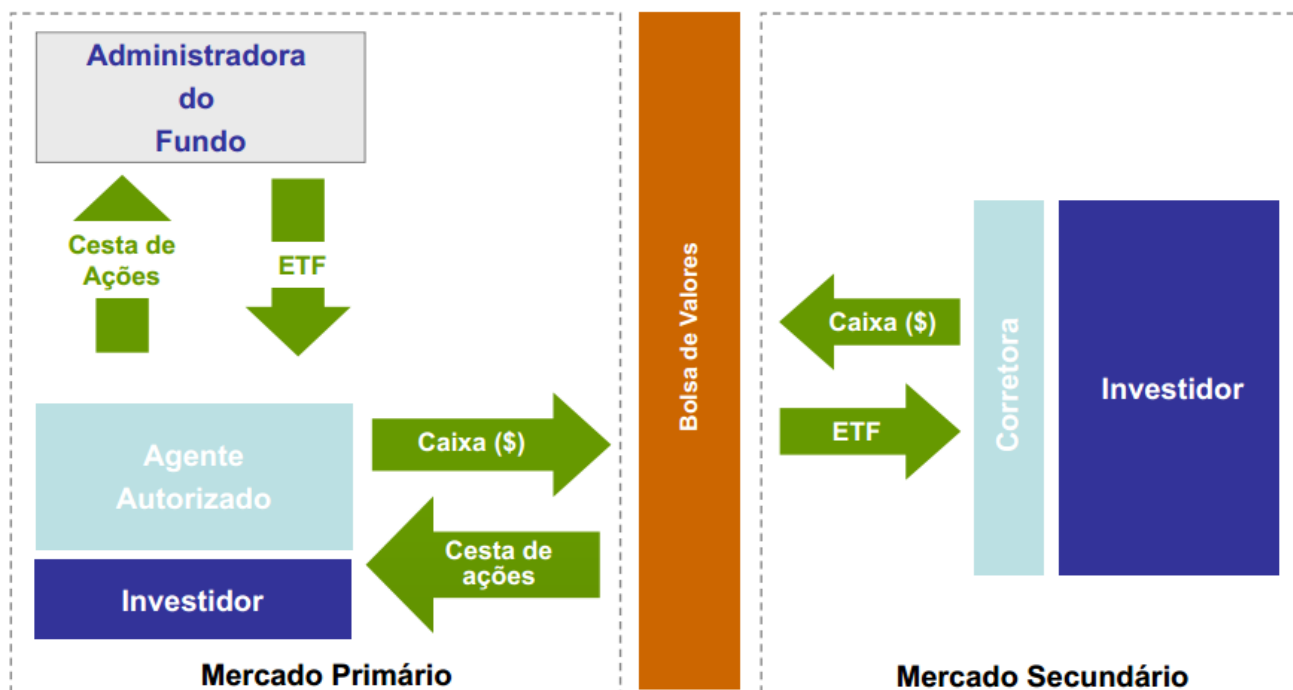 Administradora
do
Fundo
Cesta de
Ações
ETF
Agente
Autorizado
Investidor
Caixa ($)
Cesta de
ações
Mercado Primário
Bolsa de Valores
Caixa ($)
ETF
Corretora
Investidor
Mercado Secundário